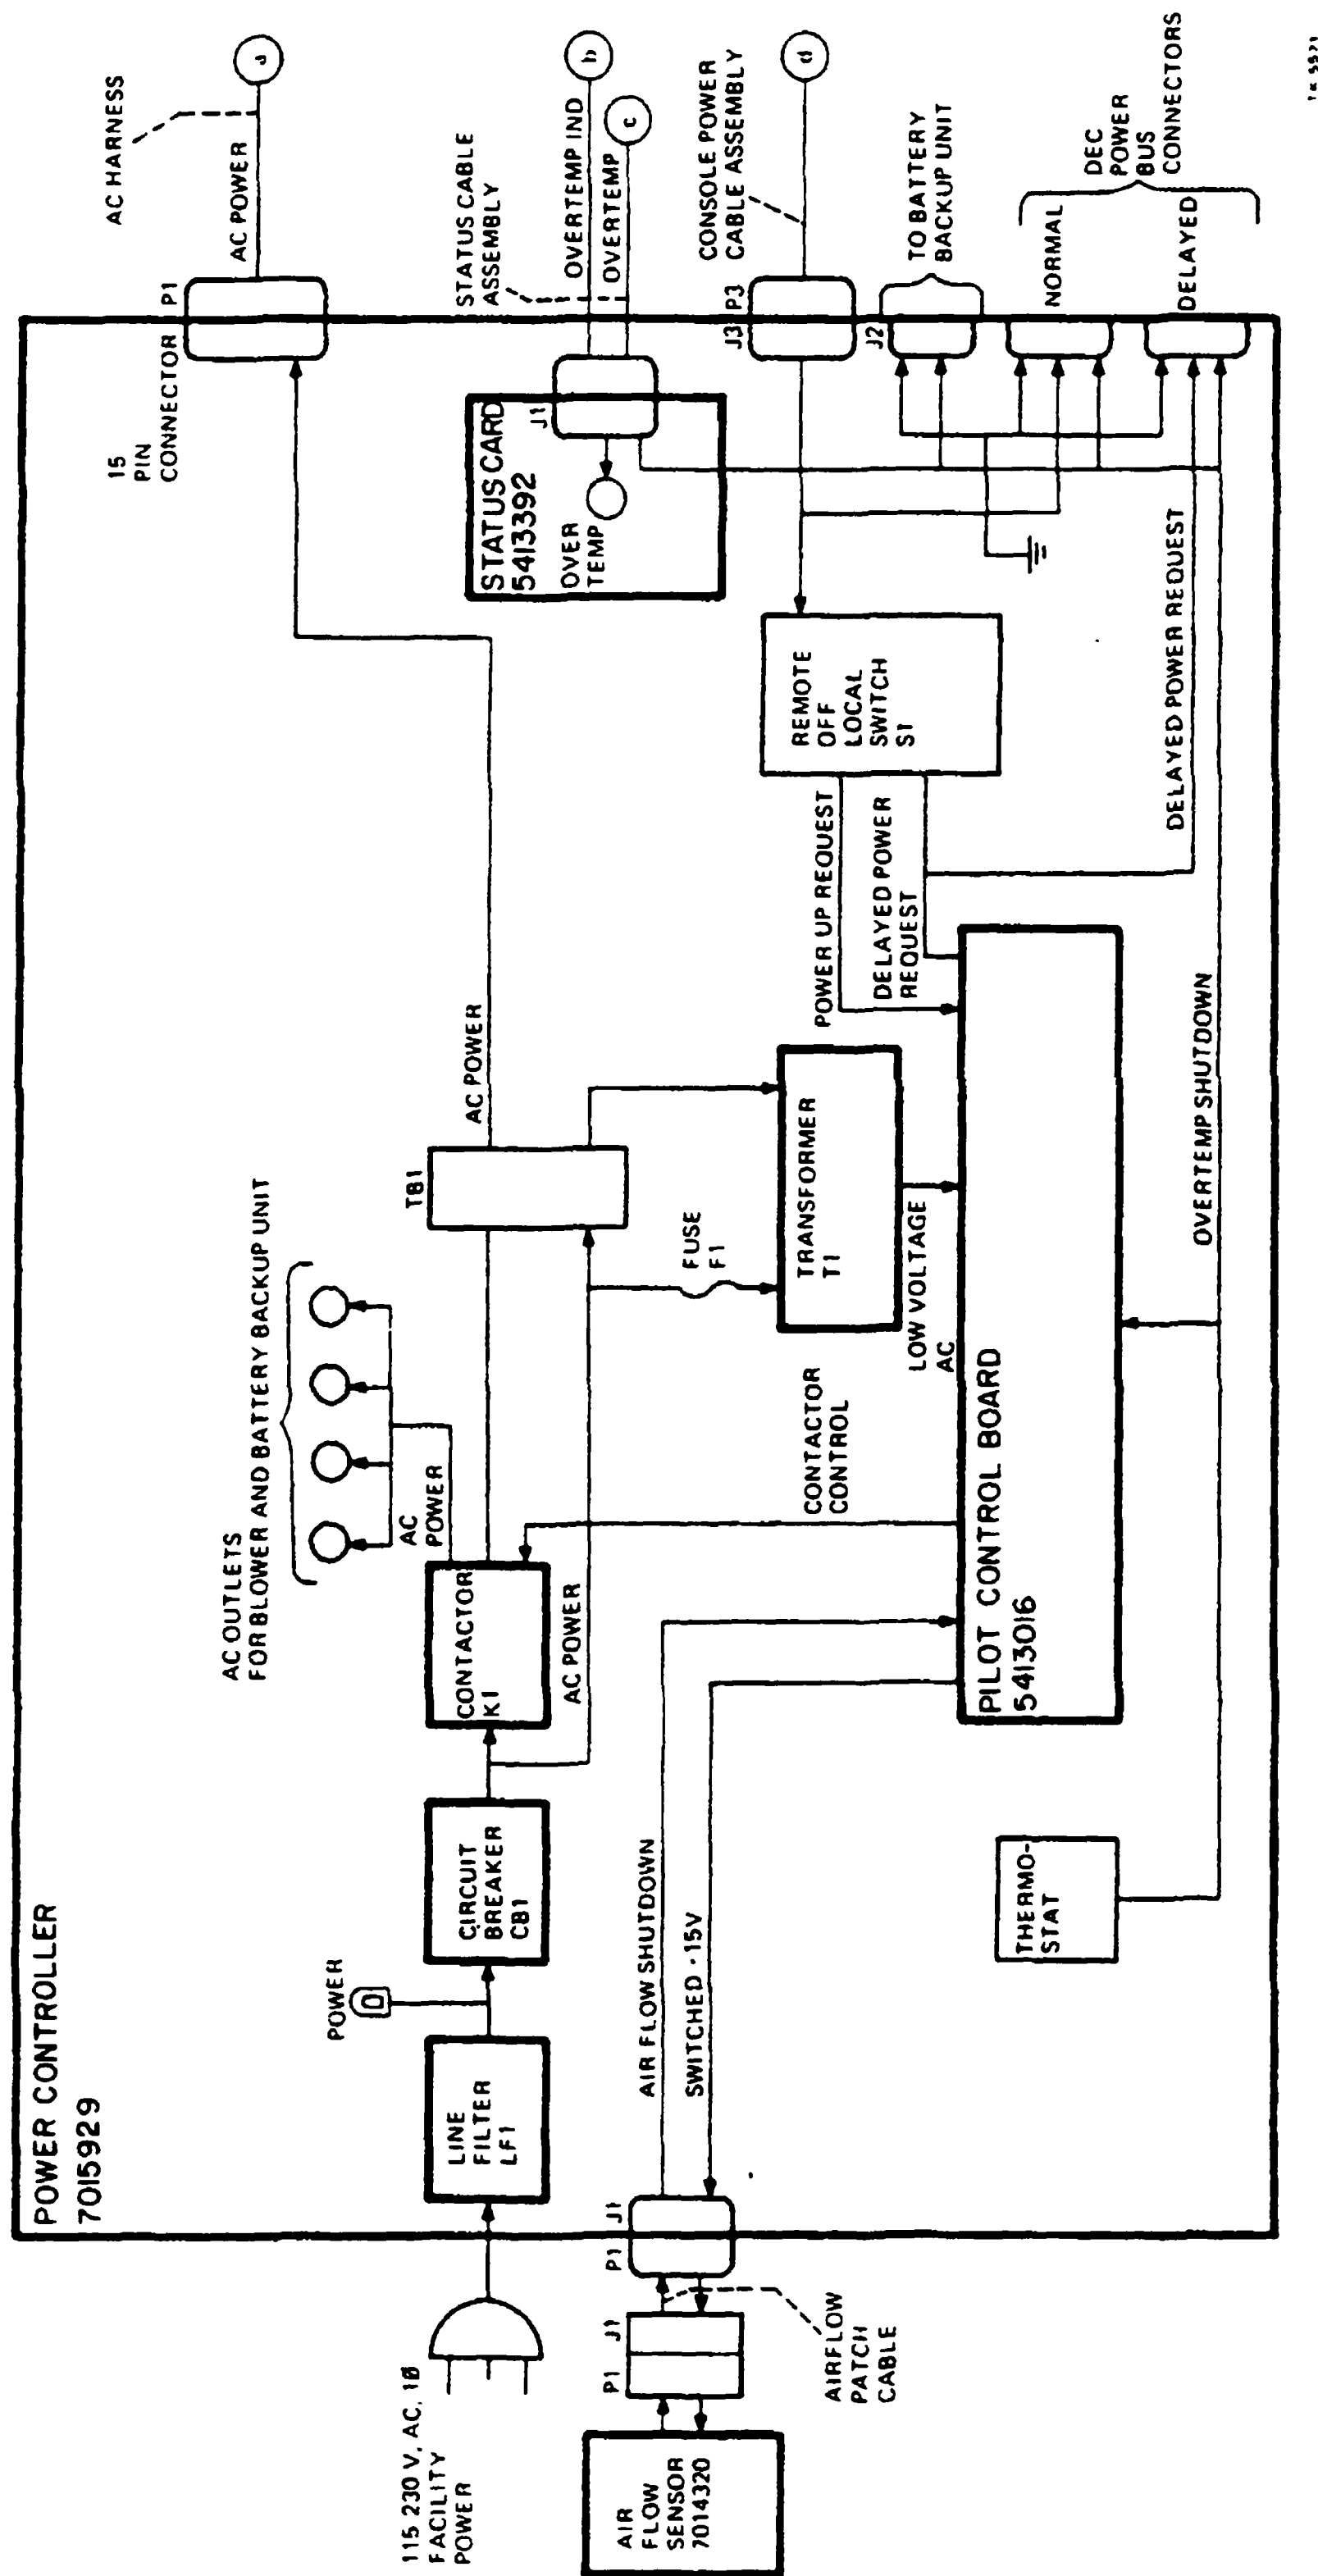 POWER CONTROLLER
7015929
115 230 V, AC, 1Ø
FACILITY
POWER
LINE
FILTER
LF1
POWER
CIRCUIT
BREAKER
CB1
CONTACTOR
K1
AC POWER
AC
POWER
AC OUTLETS
FOR BLOWER AND BATTERY BACKUP UNIT
TB1
AC POWER
15
PIN
CONNECTOR
P1
AC POWER
AC HARNESS
a
AIR
FLOW
SENSOR
7014320
P1
J1
AIRFLOW
PATCH
CABLE
P1
J1
AIR FLOW SHUTDOWN
SWITCHED -15V
CONTACTOR
CONTROL
FUSE
F1
TRANSFORMER
T1
LOW VOLTAGE
AC
PILOT CONTROL BOARD
5413016
THERMO-
STAT
OVERTEMP SHUTDOWN
POWER UP REQUEST
DELAYED POWER
REQUEST
REMOTE
OFF
LOCAL
SWITCH
S1
DELAYED POWER REQUEST
STATUS CARD
5413392
OVER
TEMP
J1
STATUS CABLE
ASSEMBLY
OVERTEMP IND
OVERTEMP
b
c
J3
P3
CONSOLE POWER
CABLE ASSEMBLY
d
J2
TO BATTERY
BACKUP UNIT
NORMAL
DELAYED
DEC
POWER
BUS
CONNECTORS